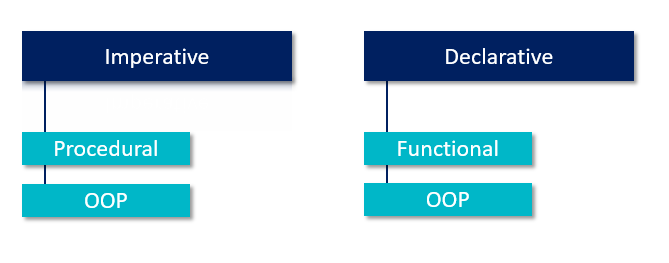 Imperative
Procedural
OOP
Declarative
Functional
OOP